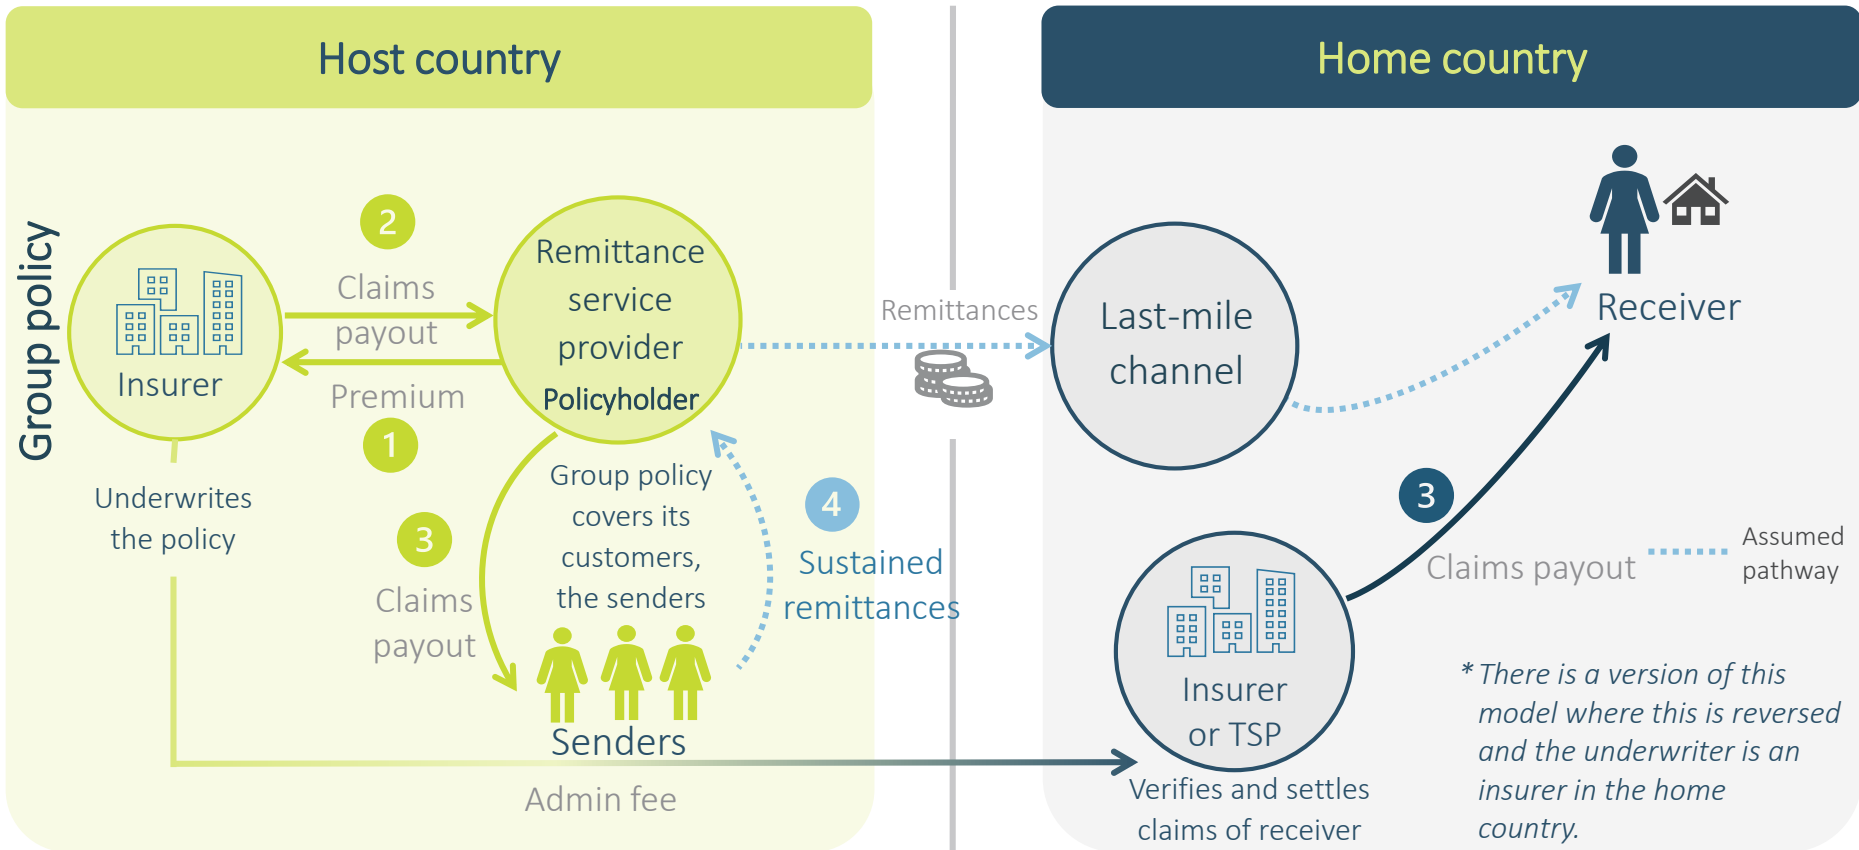 Host country
Home country
Group policy
2
Claims
payout
Premium
1
Insurer
Underwrites
the policy
Remittance
service
provider
Policyholder
Group policy
covers its
customers,
the senders
3
Claims
payout
4
Sustained
remittances
Senders
Admin fee
Remittances
Last-mile
channel
Receiver
3
Claims payout
Assumed
pathway
Insurer
or TSP
Verifies and settles
claims of receiver
* There is a version of this
model where this is reversed
and the underwriter is an
insurer in the home
country.